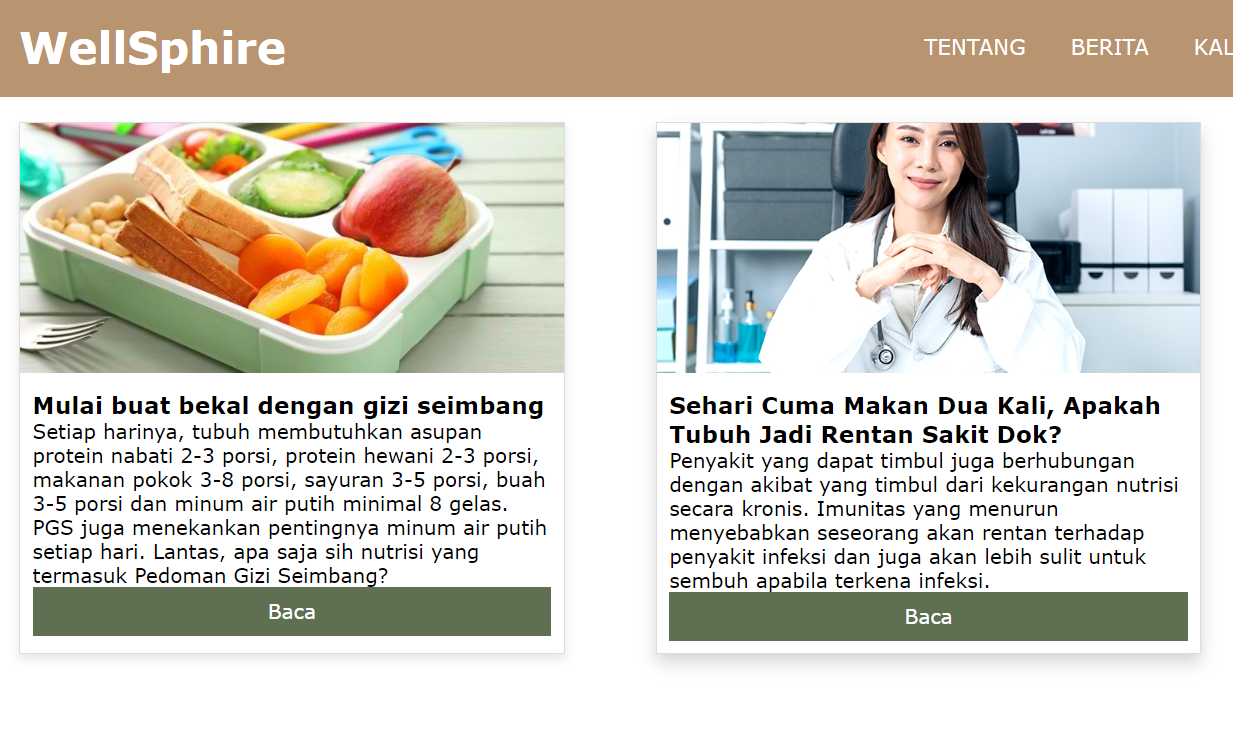 WellSphire
TENTANG BERITA KAL
Mulai buat bekal dengan gizi seimbang
Setiap harinya, tubuh membutuhkan asupan
protein nabati 2-3 porsi, protein hewani 2-3 porsi,
makanan pokok 3-8 porsi, sayuran 3-5 porsi, buah
3-5 porsi dan minum air putih minimal 8 gelas.
PGS juga menekankan pentingnya minum air putih
setiap hari. Lantas, apa saja sih nutrisi yang
termasuk Pedoman Gizi Seimbang?
Baca
Sehari Cuma Makan Dua Kali, Apakah
Tubuh Jadi Rentan Sakit Dok?
Penyakit yang dapat timbul juga berhubungan
dengan akibat yang timbul dari kekurangan nutrisi
secara kronis. Imunitas yang menurun
menyebabkan seseorang akan rentan terhadap
penyakit infeksi dan juga akan lebih sulit untuk
sembuh apabila terkena infeksi.
Baca